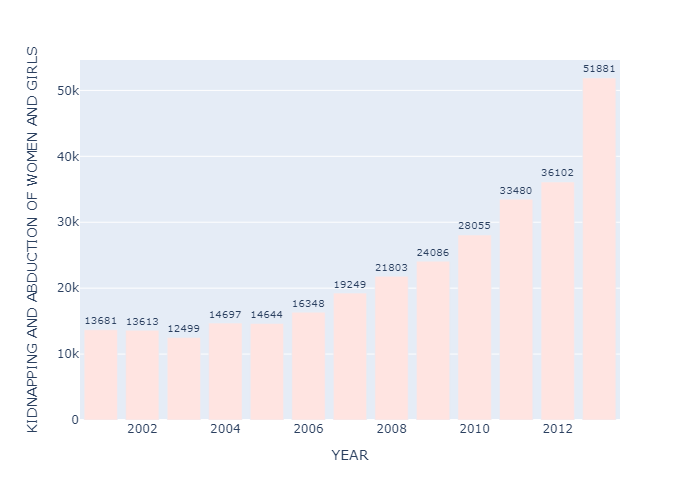 KIDNAPPING AND ABDUCTION OF WOMEN AND GIRLS
50k
40k
30k
20k
10k
0
13681
13613
12499
14697
14644
16348
19249
21803
24086
28055
33480
36102
51881
2002
2004
2006
2008
2010
2012
YEAR